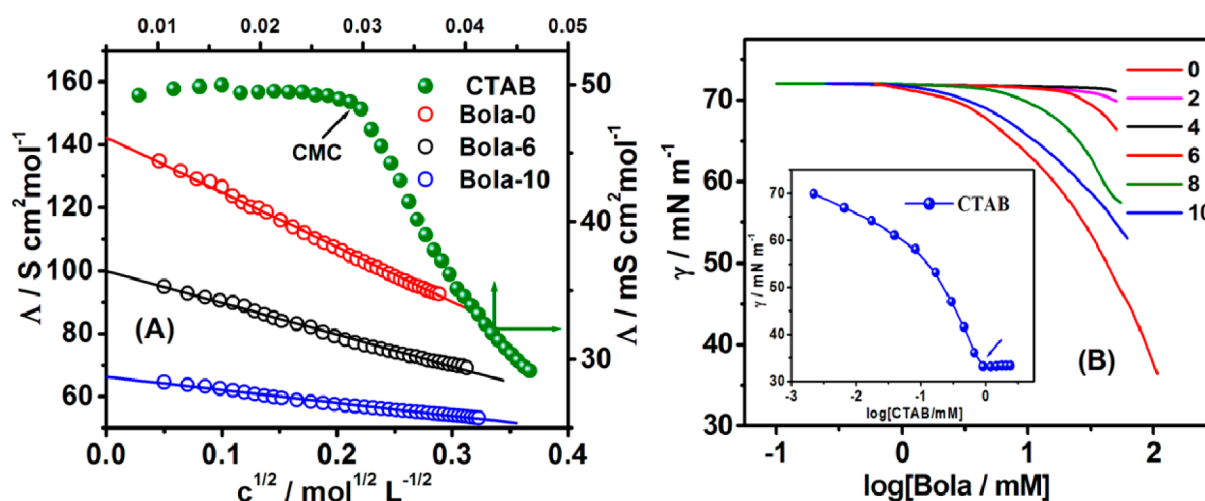 0.01 0.02 0.03 0.04 0.05
160
140
120
100
80
60
Λ / S cm²mol⁻¹
CTAB
Bola-0
Bola-6
Bola-10
CMC
(A)
50
40
30
Λ / mS cm²mol⁻¹
0.0 0.1 0.2 0.3 0.4
c^{1/2} / mol^{1/2} L^{-1/2}
70
60
50
40
30
γ / mN m⁻¹
0
2
4
6
8
10
70
60
50
40
30
γ / mN m⁻¹
CTAB
-3 -2 -1 0
log[CTAB/mM]
(B)
-1 0 1 2
log[Bola / mM]